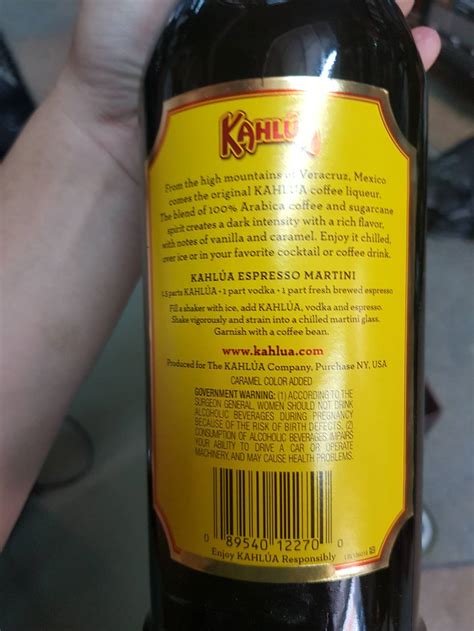 KAHLÚA
From the high mountains of Veracruz, Mexico
comes the original KAHLÚA coffee liqueur.
The blend of 100% Arabica coffee and sugarcane
spirit creates a dark intensity with a rich flavor,
with notes of vanilla and caramel. Enjoy it chilled,
over ice or in your favorite cocktail or coffee drink.
KAHLÚA ESPRESSO MARTINI
parts KAHLÚA • 1 part vodka • 1 part fresh brewed espresso
Fill a shaker with ice, add KAHLÚA, vodka and espresso.
Shake vigorously and strain into a chilled martini glass.
Garnish with a coffee bean.
www.kahlua.com
Produced for The KAHLÚA Company, Purchase NY, USA
CARAMEL COLOR ADDED
GOVERNMENT WARNING: (1) ACCORDING TO THE
SURGEON GENERAL, WOMEN SHOULD NOT DRINK
ALCOHOLIC BEVERAGES DURING PREGNANCY
BECAUSE OF THE RISK OF BIRTH DEFECTS. (2)
CONSUMPTION OF ALCOHOLIC BEVERAGES IMPAIRS
YOUR ABILITY TO DRIVE A CAR OR OPERATE
MACHINERY, AND MAY CAUSE HEALTH PROBLEMS.
0 89540 12270 0
Enjoy KAHLÚA Responsibly